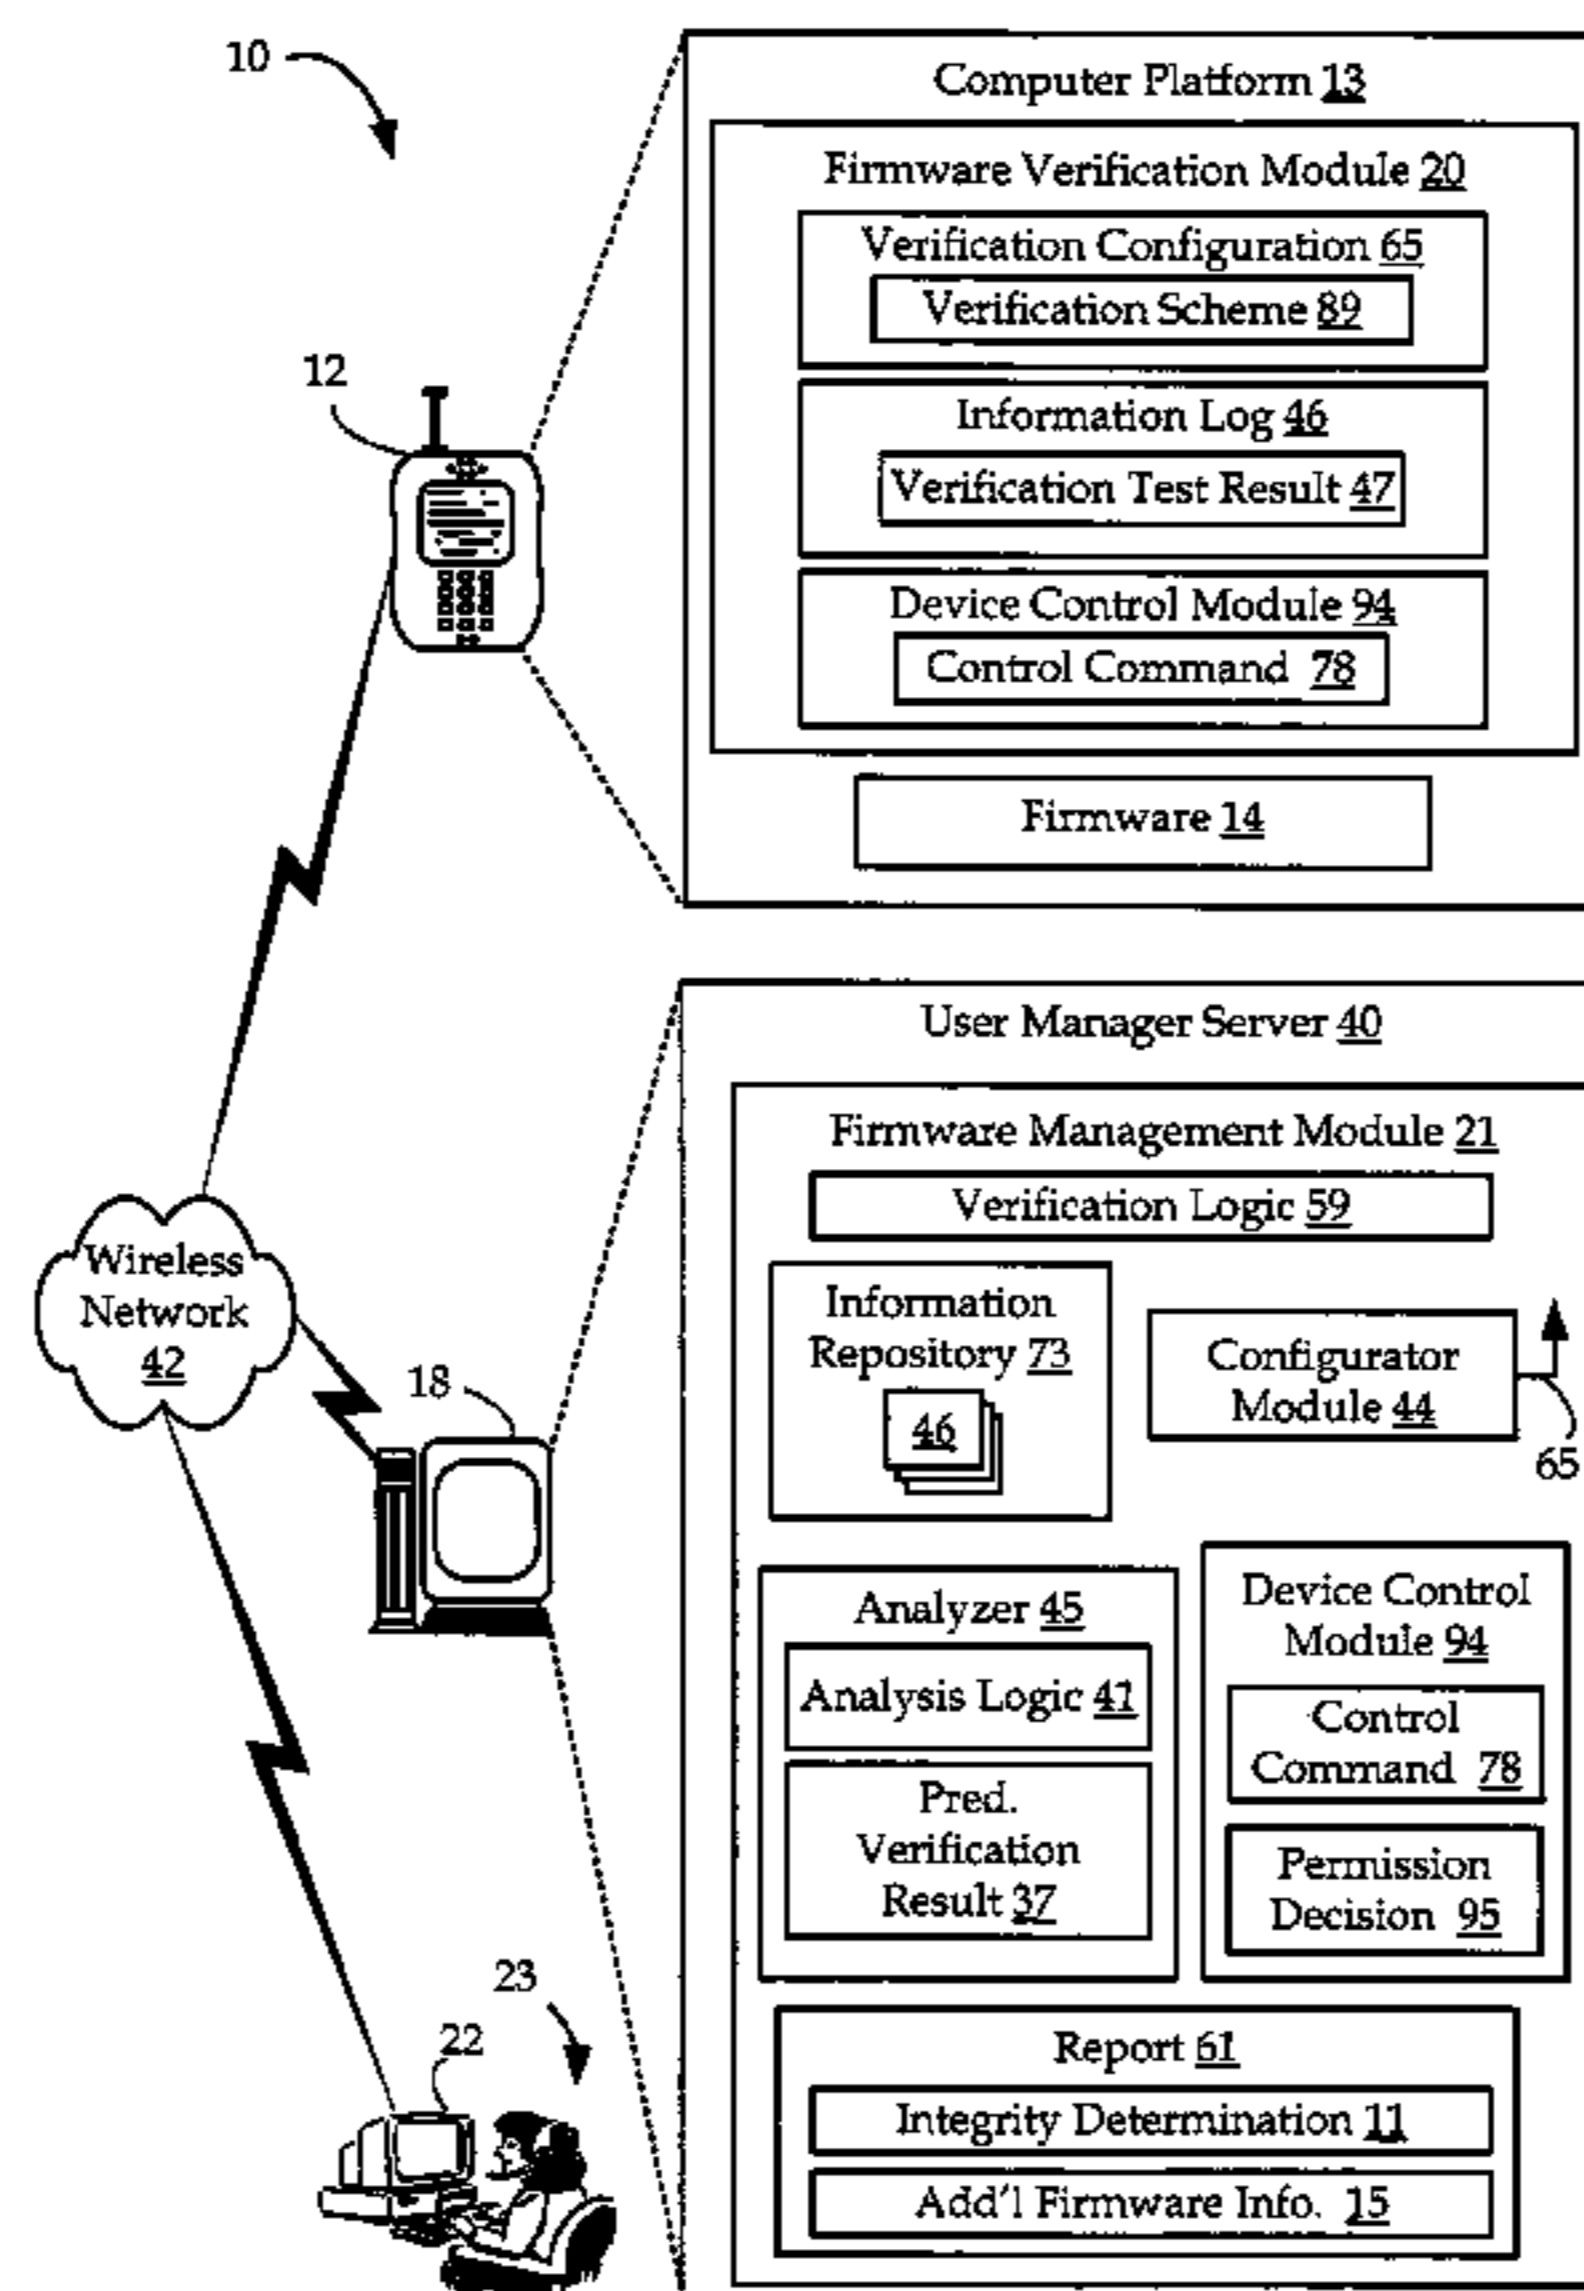 10
Computer Platform 13
Firmware Verification Module 20
Verification Configuration 65
Verification Scheme 89
12
Information Log 46
Verification Test Result 47
Device Control Module 94
Control Command 78
Firmware 14
User Manager Server 40
Firmware Management Module 21
Verification Logic 59
Wireless
Network
42
Information
Repository 73
46
Configurator
Module 44
65
18
Analyzer 45
Analysis Logic 41
Pred.
Verification
Result 37
Device Control
Module 94
Control
Command 78
Permission
Decision 95
23
22
Report 61
Integrity Determination 11
Add'l Firmware Info. 15